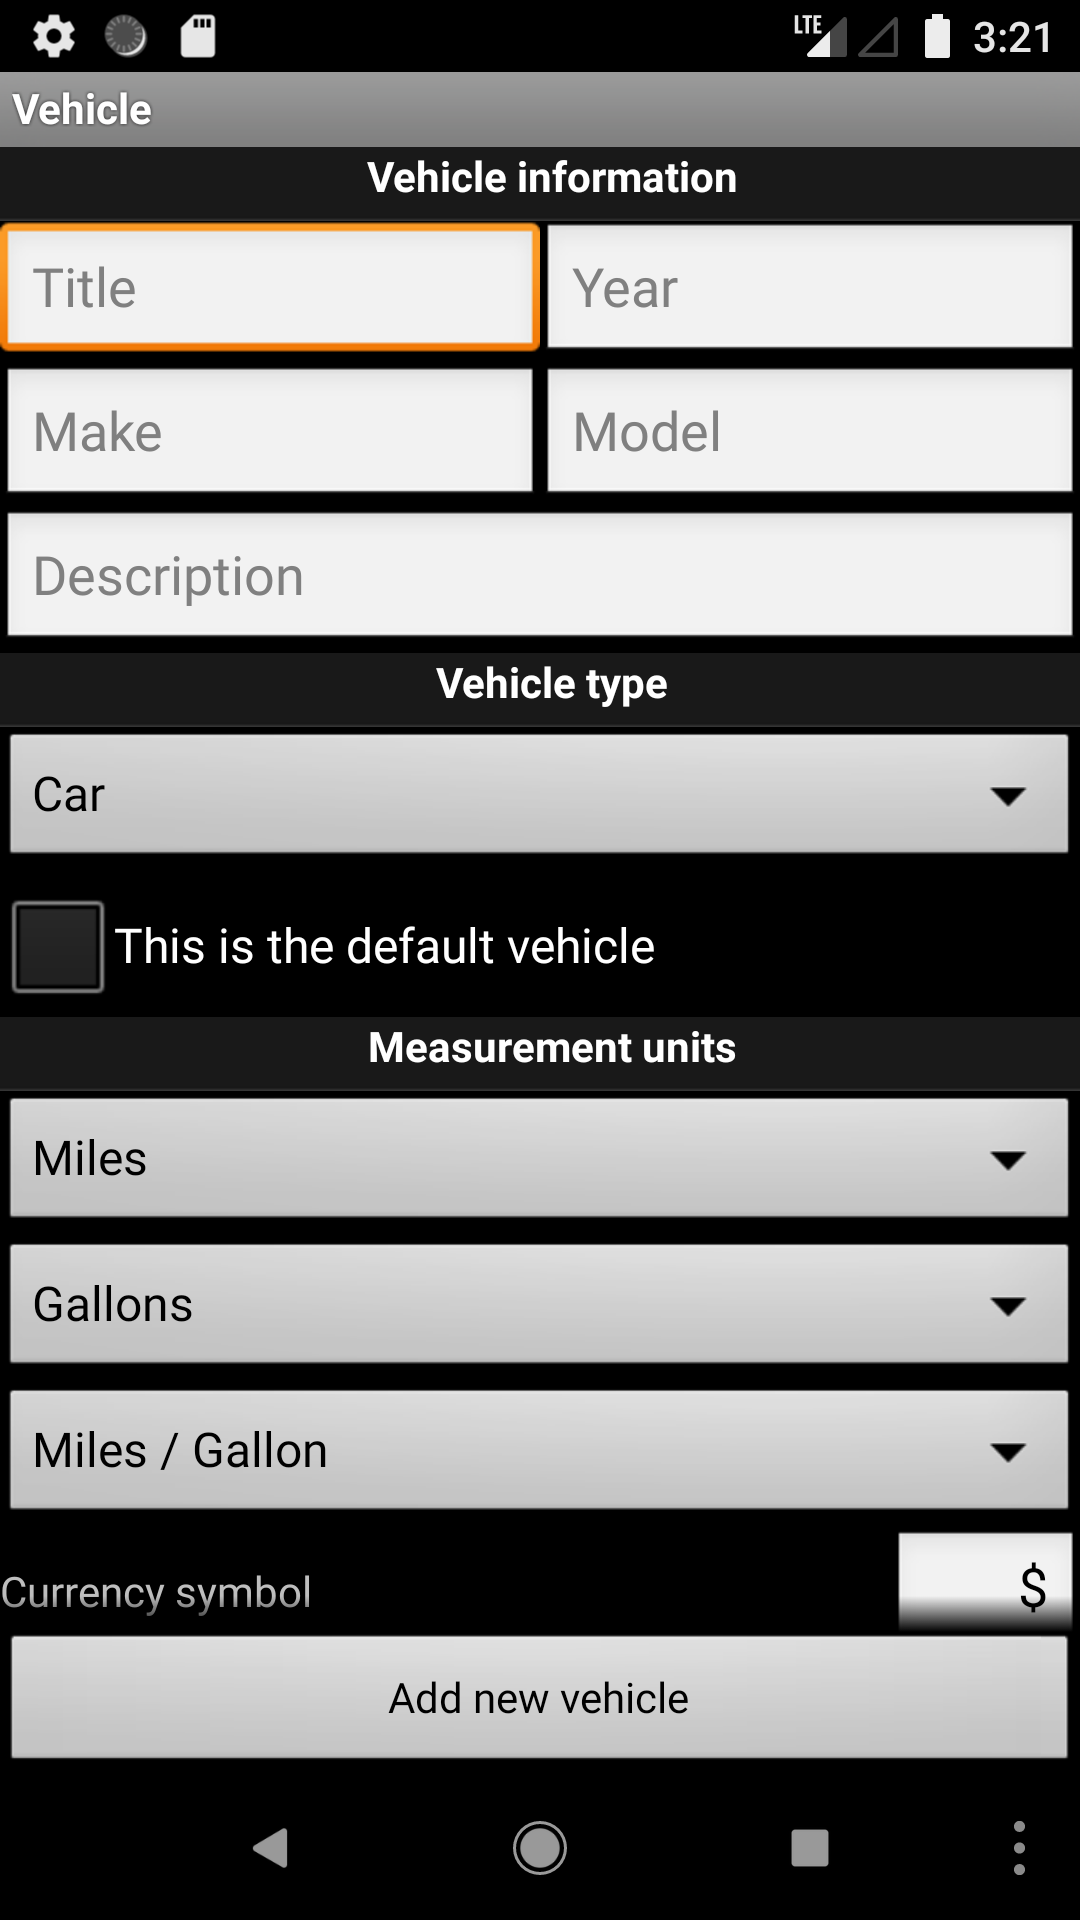 LTE 3:21
Vehicle
Vehicle information
Title Year
Make Model
Description
Vehicle type
Car
This is the default vehicle
Measurement units
Miles
Gallons
Miles / Gallon
Currency symbol $
Add new vehicle